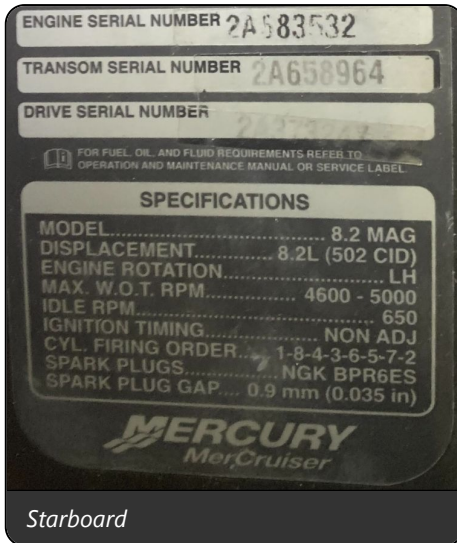 ENGINE SERIAL NUMBER 2A583532
TRANSOM SERIAL NUMBER 2A658964
DRIVE SERIAL NUMBER
FOR FUEL, OIL, AND FLUID REQUIREMENTS REFER TO
OPERATION AND MAINTENANCE MANUAL OR SERVICE LABEL.
SPECIFICATIONS
MODEL............................. 8.2 MAG
DISPLACEMENT............ 8.2L (502 CID)
ENGINE ROTATION........................ LH
MAX. W.O.T. RPM.............. 4600 - 5000
IDLE RPM................................... 650
IGNITION TIMING................. NON ADJ
CYL. FIRING ORDER.... 1-8-4-3-6-5-7-2
SPARK PLUGS.............. NGK BPR6ES
SPARK PLUG GAP.... 0.9 mm (0.035 in)
MERCURY
MerCruiser
Starboard